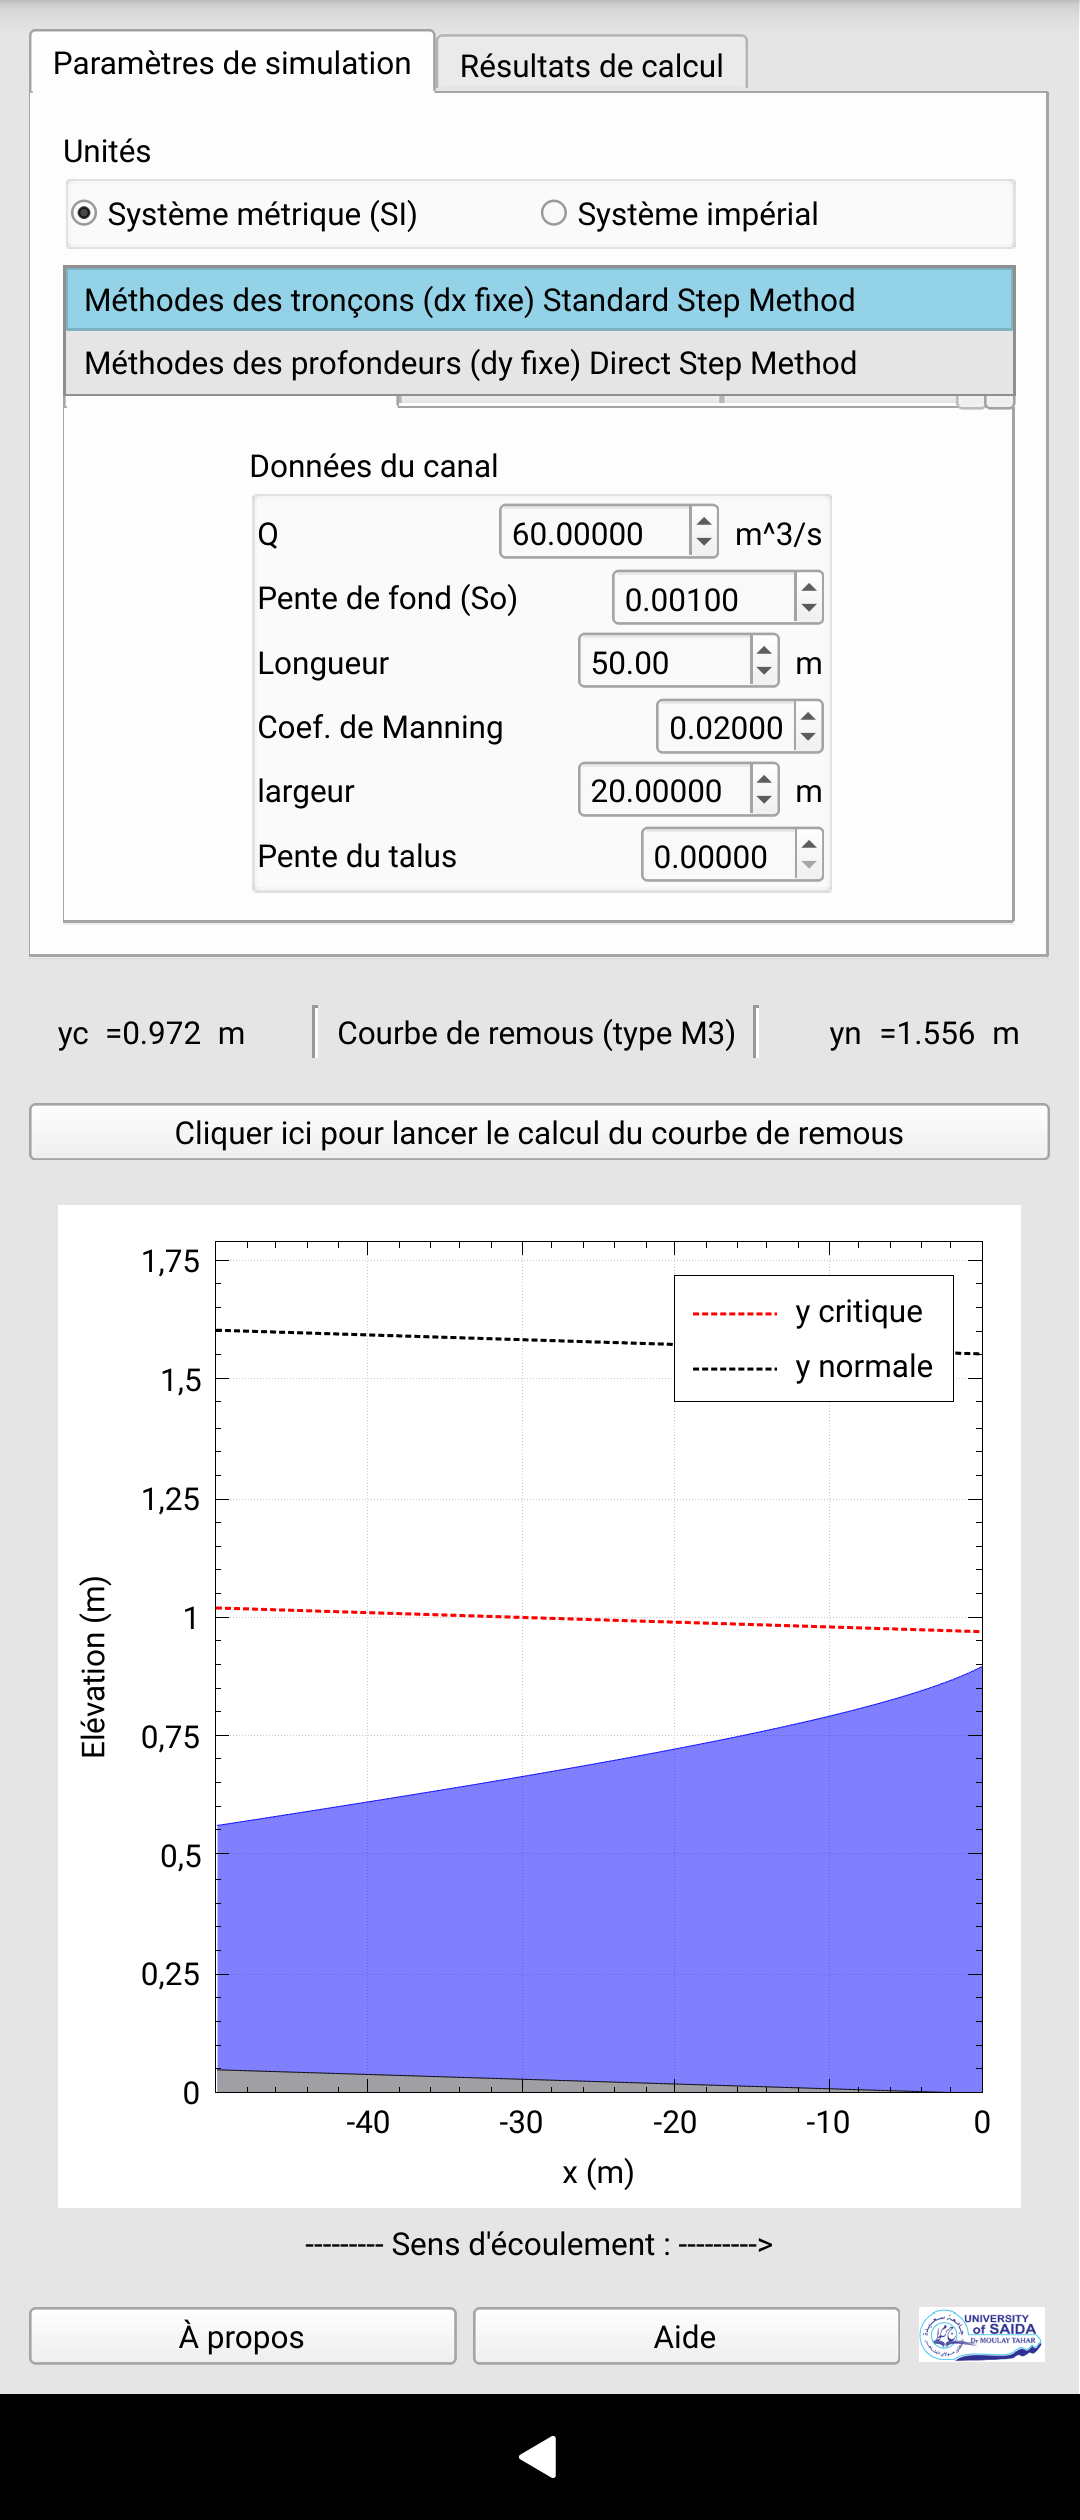 Paramètres de simulation
Résultats de calcul
Unités
Système métrique (SI)
Système impérial
Méthodes des tronçons (dx fixe) Standard Step Method
Méthodes des profondeurs (dy fixe) Direct Step Method
Données du canal
Q 60.00000 m^3/s
Pente de fond (So) 0.00100
Longueur 50.00 m
Coef. de Manning 0.02000
largeur 20.00000 m
Pente du talus 0.00000
yc =0.972 m
Courbe de remous (type M3)
yn =1.556 m
Cliquer ici pour lancer le calcul du courbe de remous
1,75
1,5
1,25
1
0,75
0,5
0,25
0
Elévation (m)
y critique
y normale
-40 -30 -20 -10 0
x (m)
--------- Sens d'écoulement : --------->
À propos
Aide
UNIVERSITY
of SAIDA
Dr MOULAY TAHAR